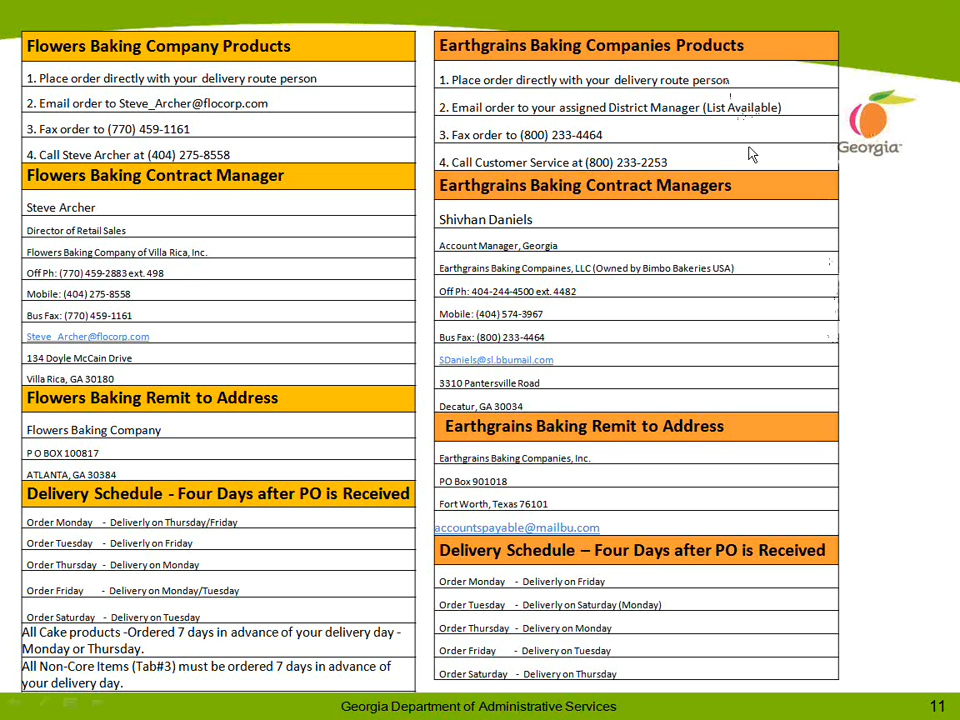 Flowers Baking Company Products
1. Place order directly with your delivery route person
2. Email order to Steve_Archer@flocorp.com
3. Fax order to (770) 459-1161
4. Call Steve Archer at (404) 275-8558
Flowers Baking Contract Manager
Steve Archer
Director of Retail Sales
Flowers Baking Company of Villa Rica, Inc.
Off Ph: (770) 459-2883 ext. 498
Mobile: (404) 275-8558
Bus Fax: (770) 459-1161
Steve_Archer@flocorp.com
134 Doyle McCain Drive
Villa Rica, GA 30180
Flowers Baking Remit to Address
Flowers Baking Company
P O BOX 100817
ATLANTA, GA 30384
Delivery Schedule - Four Days after PO is Received
Order Monday - Deliverly on Thursday/Friday
Order Tuesday - Deliverly on Friday
Order Thursday - Delivery on Monday
Order Friday - Delivery on Monday/Tuesday
Order Saturday - Delivery on Tuesday
All Cake products -Ordered 7 days in advance of your delivery day -
Monday or Thursday.
All Non-Core Items (Tab#3) must be ordered 7 days in advance of
your delivery day.
Earthgrains Baking Companies Products
1. Place order directly with your delivery route person
2. Email order to your assigned District Manager (List Available)
3. Fax order to (800) 233-4464
4. Call Customer Service at (800) 233-2253
Earthgrains Baking Contract Managers
Shivhan Daniels
Account Manager, Georgia
Earthgrains Baking Compaines, LLC (Owned by Bimbo Bakeries USA)
Off Ph: 404-244-4500 ext. 4482
Mobile: (404) 574-3967
Bus Fax: (800) 233-4464
SDaniels@sl.bbumail.com
3310 Pantersville Road
Decatur, GA 30034
Earthgrains Baking Remit to Address
Earthgrains Baking Companies, Inc.
PO Box 901018
Fort Worth, Texas 76101
accountspayable@mailbu.com
Delivery Schedule – Four Days after PO is Received
Order Monday - Deliverly on Friday
Order Tuesday - Deliverly on Saturday (Monday)
Order Thursday - Delivery on Monday
Order Friday - Delivery on Tuesday
Order Saturday - Delivery on Thursday
Georgia™
Georgia Department of Administrative Services
11